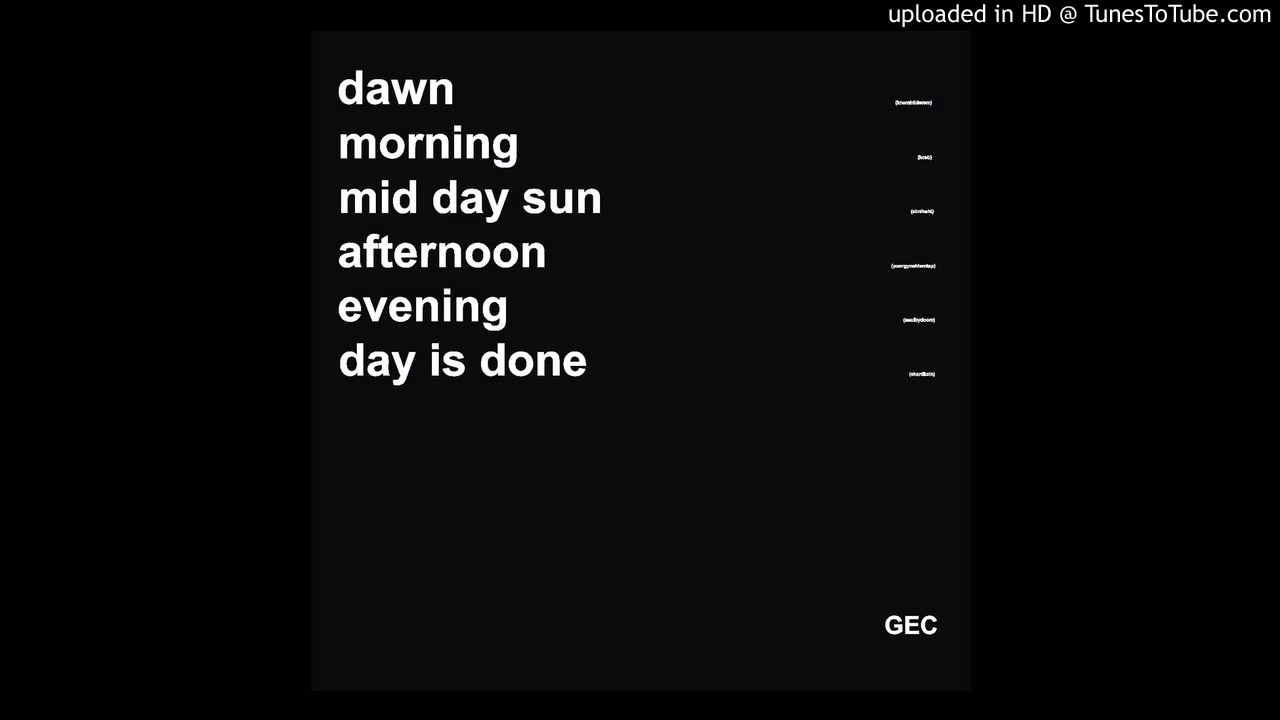 uploaded in HD @ TunesToTube.com
dawn
morning
mid day sun
afternoon
evening
day is done
GEC